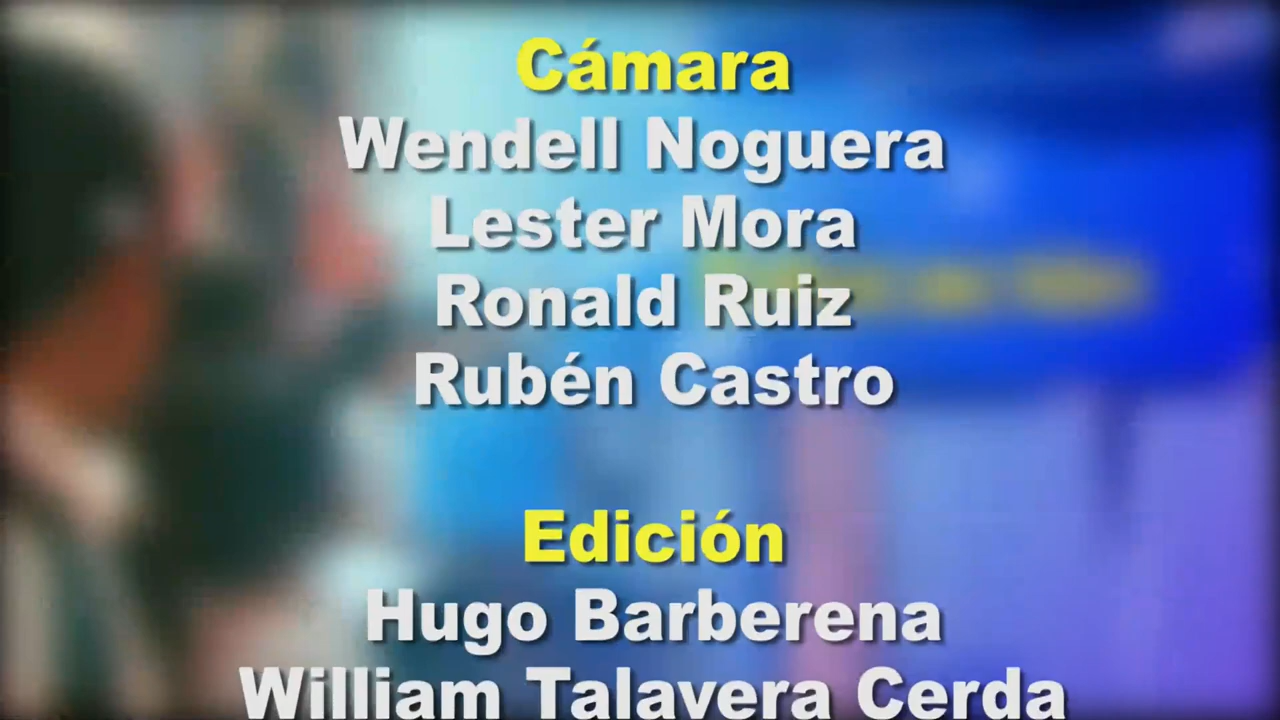 Cámara
Wendell Noguera
Lester Mora
Ronald Ruiz
Rubén Castro
Edición
Hugo Barberena
William Talavera Cerda